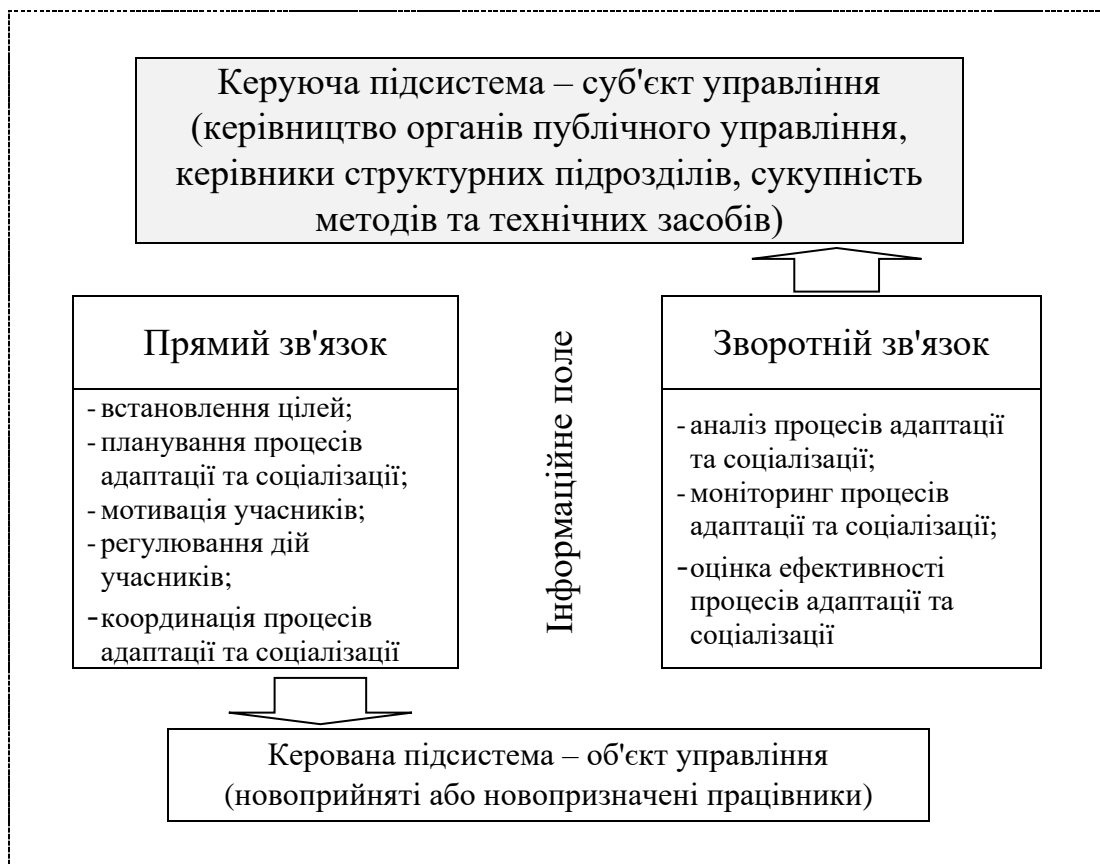 Керуюча підсистема – суб'єкт управління
(керівництво органів публічного управління,
керівники структурних підрозділів, сукупність
методів та технічних засобів)
Прямий зв'язок
- встановлення цілей;
- планування процесів
адаптації та соціалізації;
- мотивація учасників;
- регулювання дій
учасників;
- координація процесів
адаптації та соціалізації
Інформаційне поле
Зворотній зв'язок
- аналіз процесів адаптації
та соціалізації;
- моніторинг процесів
адаптації та соціалізації;
- оцінка ефективності
процесів адаптації та
соціалізації
Керована підсистема – об'єкт управління
(новоприйняті або новопризначені працівники)